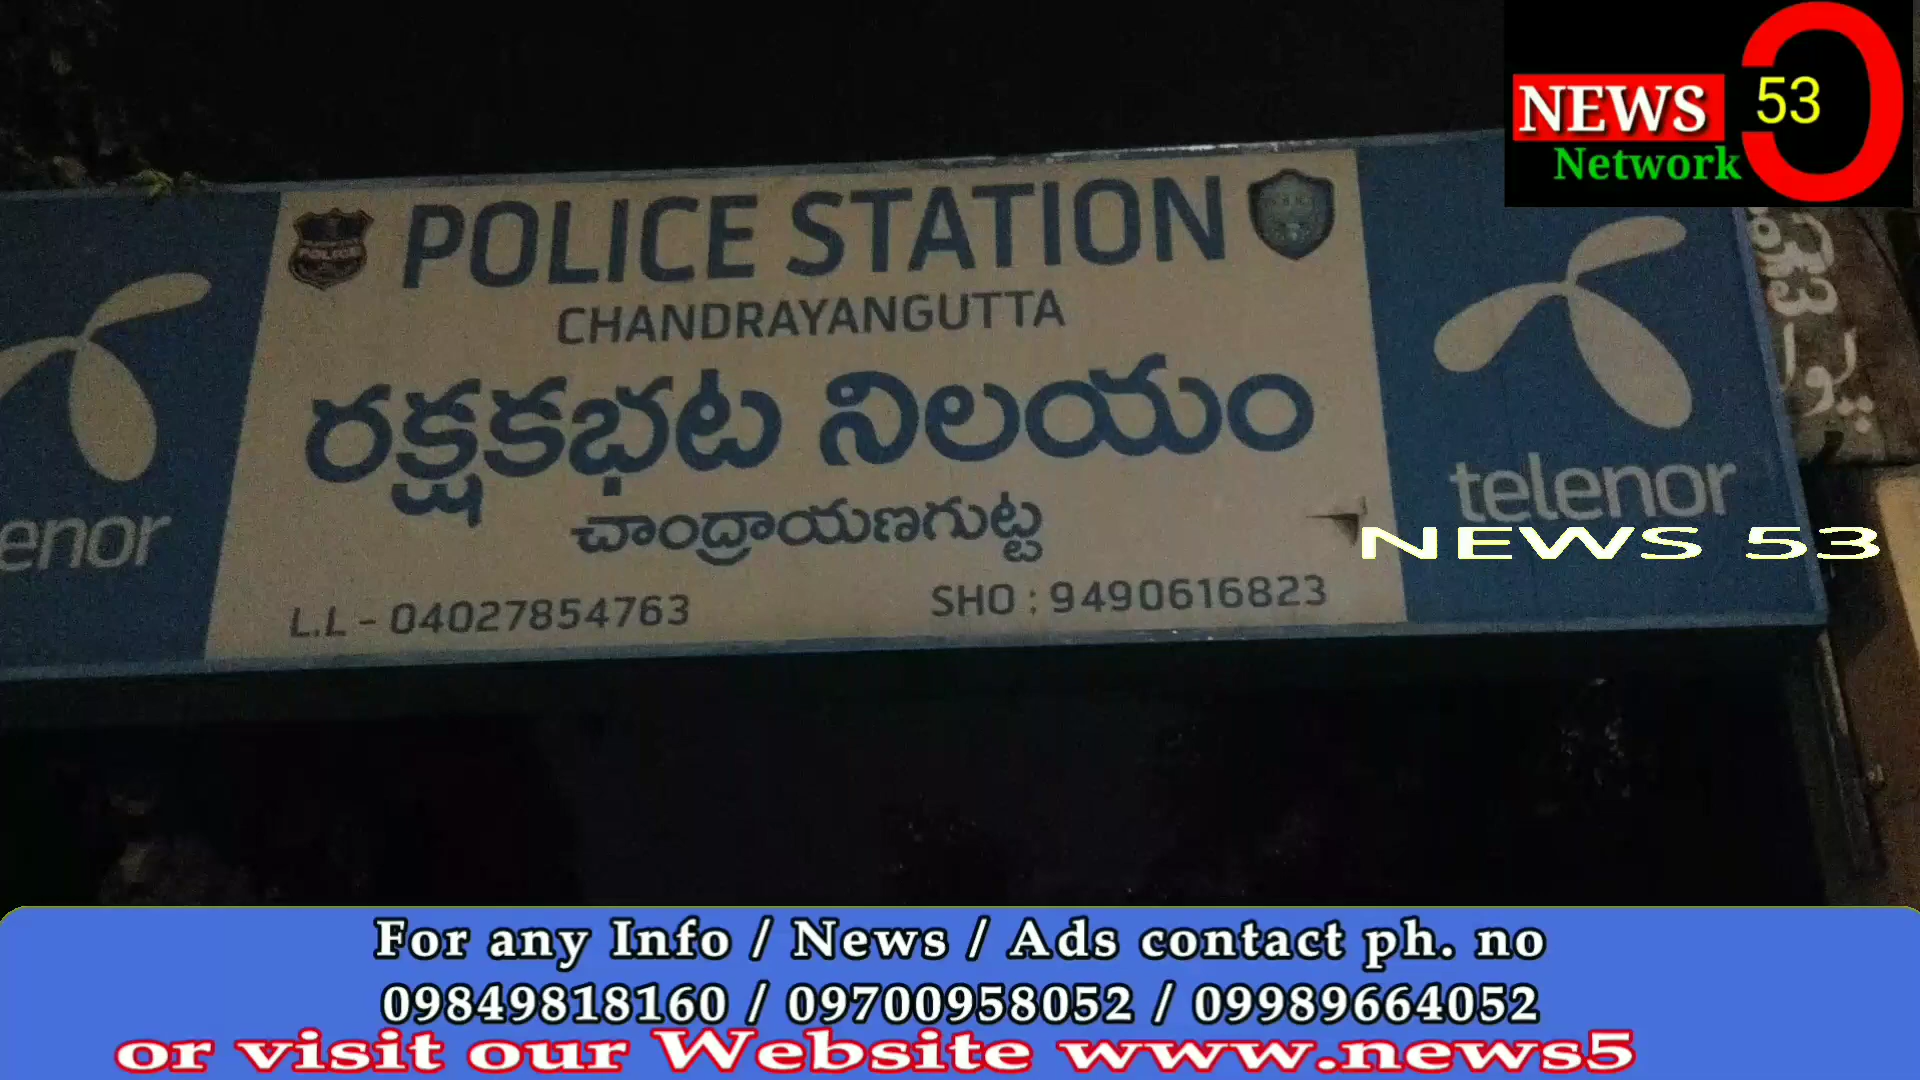 NEWS 53
Network
POLICE STATION
CHANDRAYANGUTTA
రక్షకభట నిలయం
చాంద్రాయణగుట్ట
L.L - 04027854763
SHO : 9490616823
enor
telenor
NEWS 53
For any Info / News / Ads contact ph. no
09849818160 / 09700958052 / 09989664052
or visit our Website www.news5